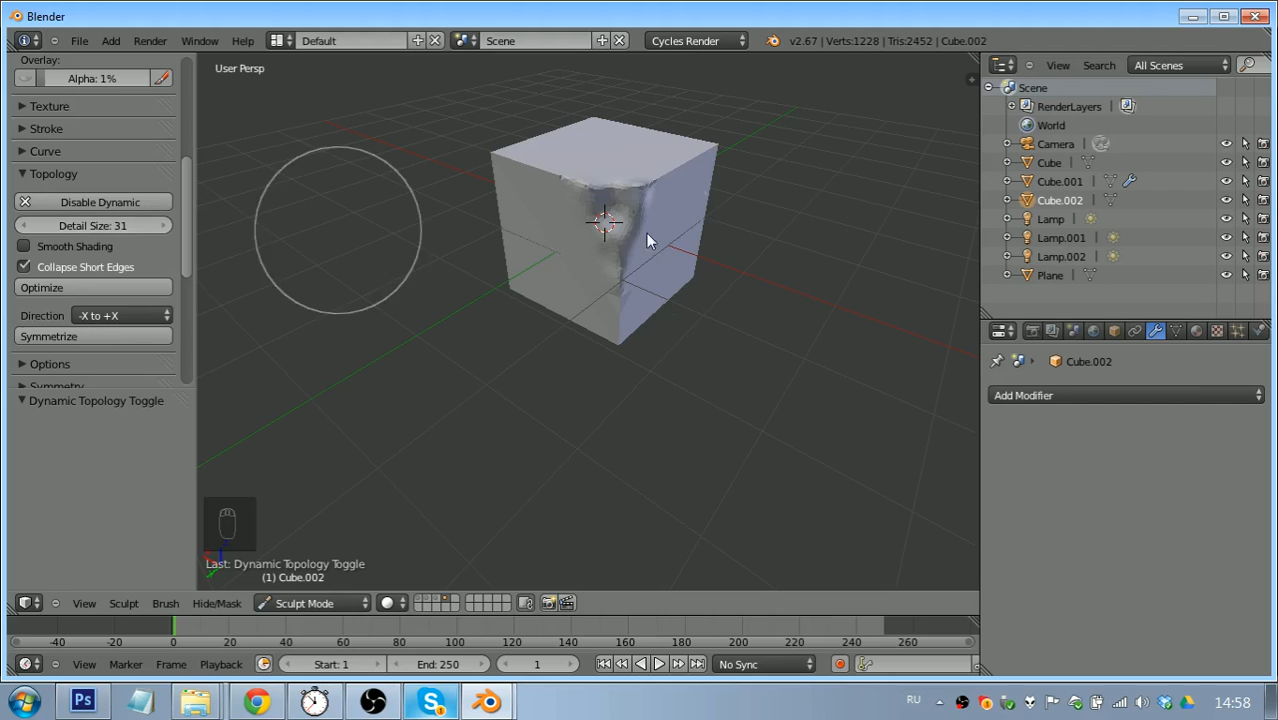 Blender
File Add Render Window Help Default Scene Cycles Render v2.67 | Verts:1228 | Tris:2452 | Cube.002
Overlay:
Alpha: 1%
Texture
Stroke
Curve
Topology
Disable Dynamic
Detail Size: 31
Smooth Shading
Collapse Short Edges
Optimize
Direction -X to +X
Symmetrize
Options
Symmetry
Dynamic Topology Toggle
User Persp
Last: Dynamic Topology Toggle
(1) Cube.002
View Search All Scenes
Scene
RenderLayers
World
Camera
Cube
Cube.001
Cube.002
Lamp
Lamp.001
Lamp.002
Plane
Cube.002
Add Modifier
View Sculpt Brush Hide/Mask Sculpt Mode
-40 -20 0 20 40 60 80 100 120 140 160 180 200 220 240 260
View Marker Frame Playback Start: 1 End: 250 1 No Sync
Ps RU 14:58